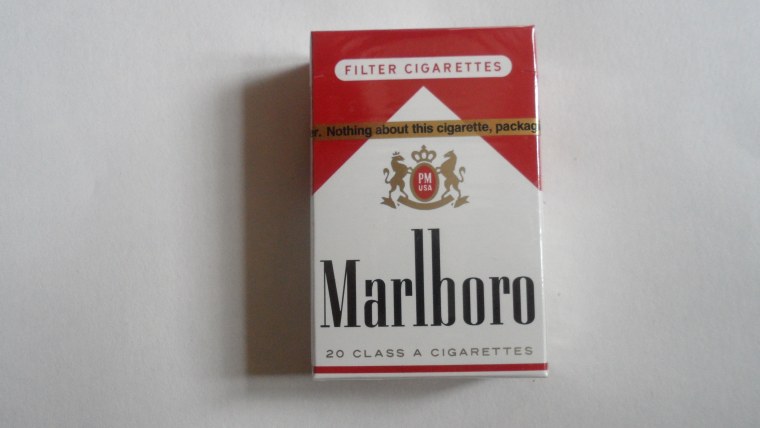 FILTER CIGARETTES
r. Nothing about this cigarette, packag
PM
USA
Marlboro
20 CLASS A CIGARETTES